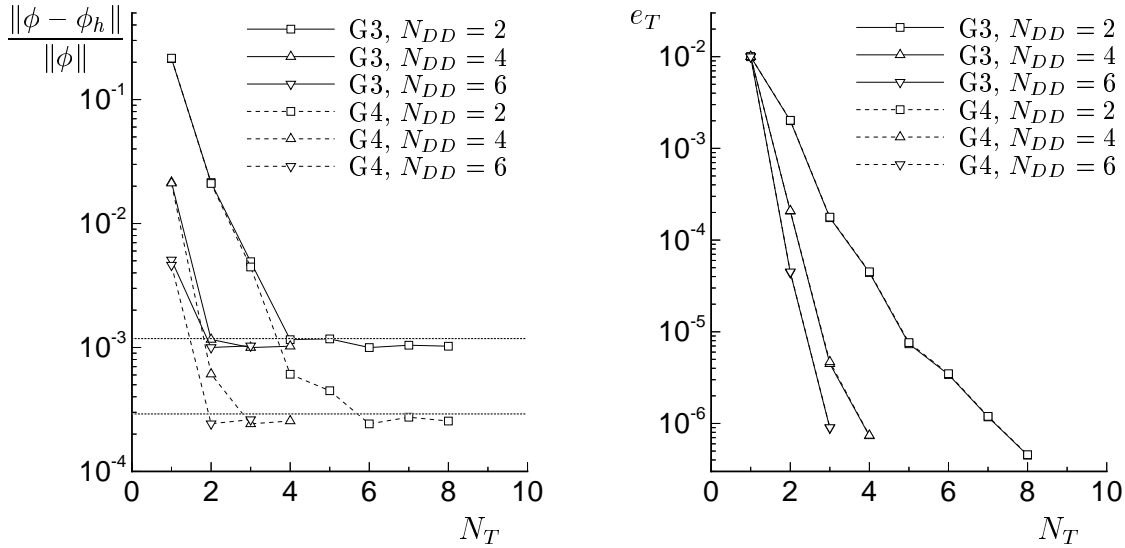 ‖ϕ − ϕ_h‖
‖ϕ‖
G3, N_DD = 2
G3, N_DD = 4
G3, N_DD = 6
G4, N_DD = 2
G4, N_DD = 4
G4, N_DD = 6
10^-1
10^-2
10^-3
10^-4
0 2 4 6 8 10
N_T
e_T
G3, N_DD = 2
G3, N_DD = 4
G3, N_DD = 6
G4, N_DD = 2
G4, N_DD = 4
G4, N_DD = 6
10^-2
10^-3
10^-4
10^-5
10^-6
0 2 4 6 8 10
N_T